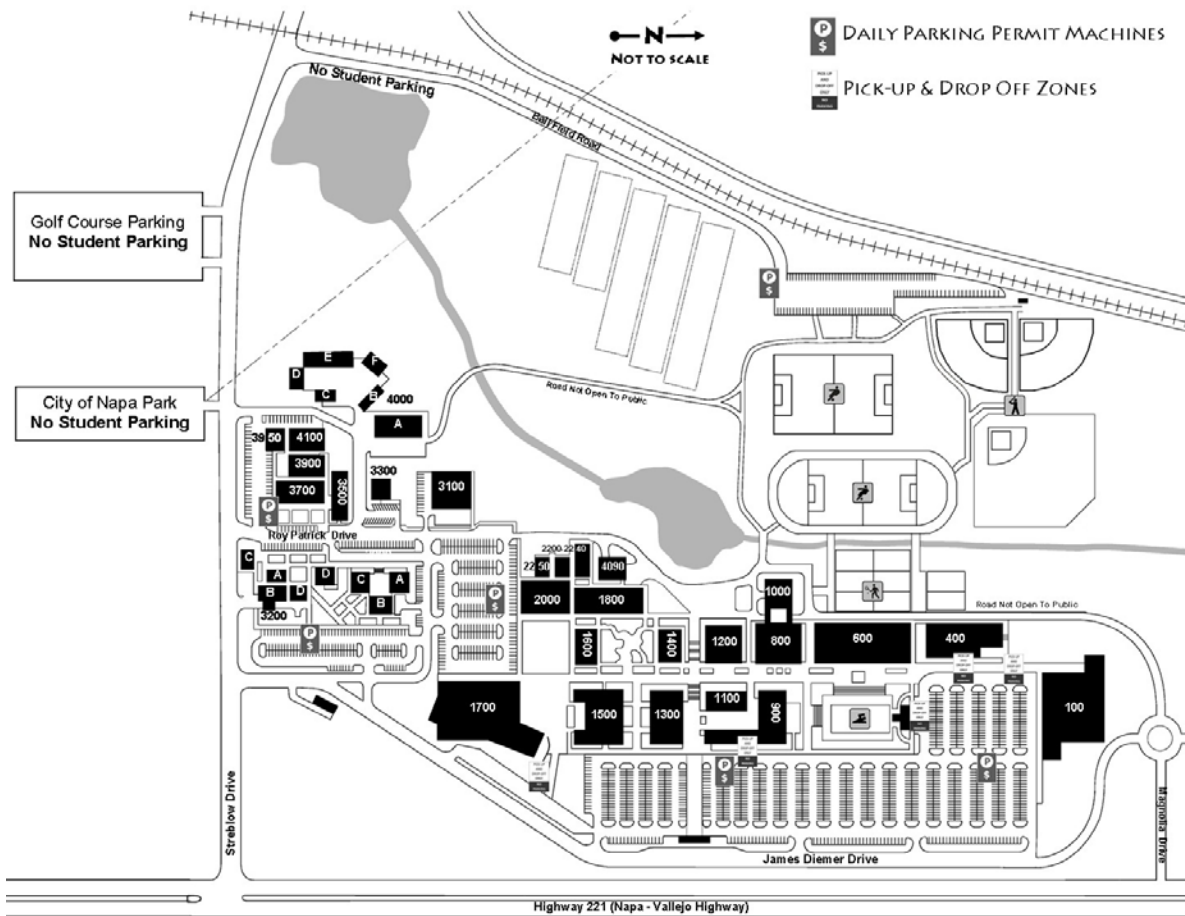 N
NOT TO SCALE
P
$
DAILY PARKING PERMIT MACHINES
PICK-UP & DROP OFF ZONES
No Student Parking
Ball Field Road
Golf Course Parking
No Student Parking
City of Napa Park
No Student Parking
P
$
E
F
D
C
B
4000
A
Road Not Open To Public
3950
4100
3900
3700
3500
3300
3100
P
$
Roy Patrick Drive
C
A
B
D
D
C
A
B
3200
P
$
P
$
2200
2240
2250
4090
2000
1800
1600
1400
1200
1000
800
600
400
Road Not Open To Public
1700
1500
1300
1100
900
100
P
$
P
$
Streblow Drive
Magnolia Drive
James Diemer Drive
Highway 221 (Napa - Vallejo Highway)